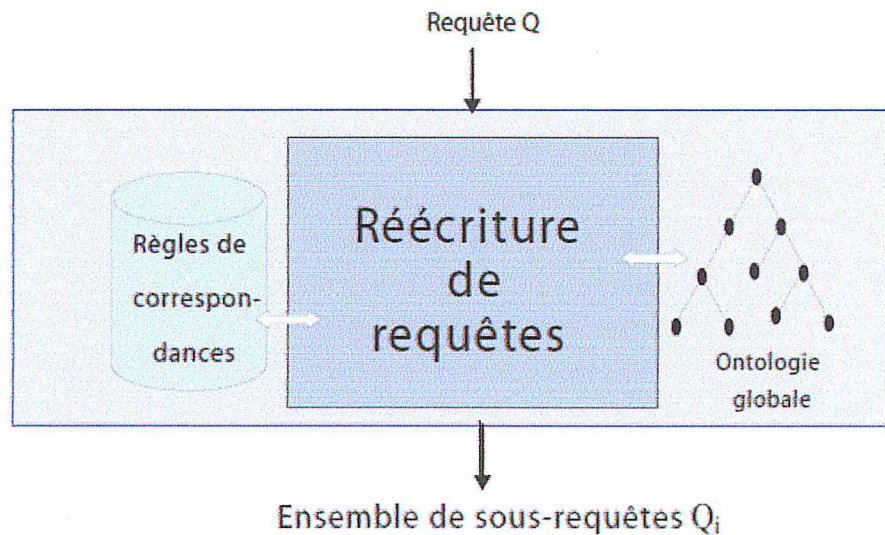 Requête Q
Règles de
correspon-
dances
Réécriture
de
requêtes
Ontologie
globale
Ensemble de sous-requêtes Qi